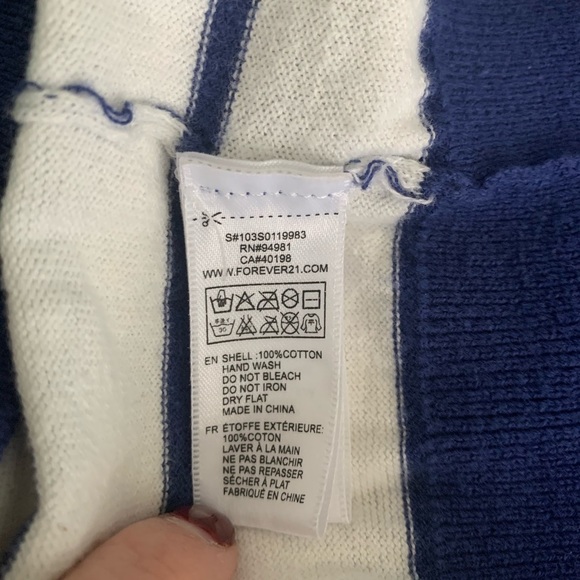 S#103S0119983
RN#94981
CA#40198
WWW.FOREVER21.COM
EN SHELL :100%COTTON
HAND WASH
DO NOT BLEACH
DO NOT IRON
DRY FLAT
MADE IN CHINA
FR ÉTOFFE EXTÉRIEURE:
100%COTON
LAVER À LA MAIN
NE PAS BLANCHIR
NE PAS REPASSER
SÉCHER À PLAT
FABRIQUÉ EN CHINE